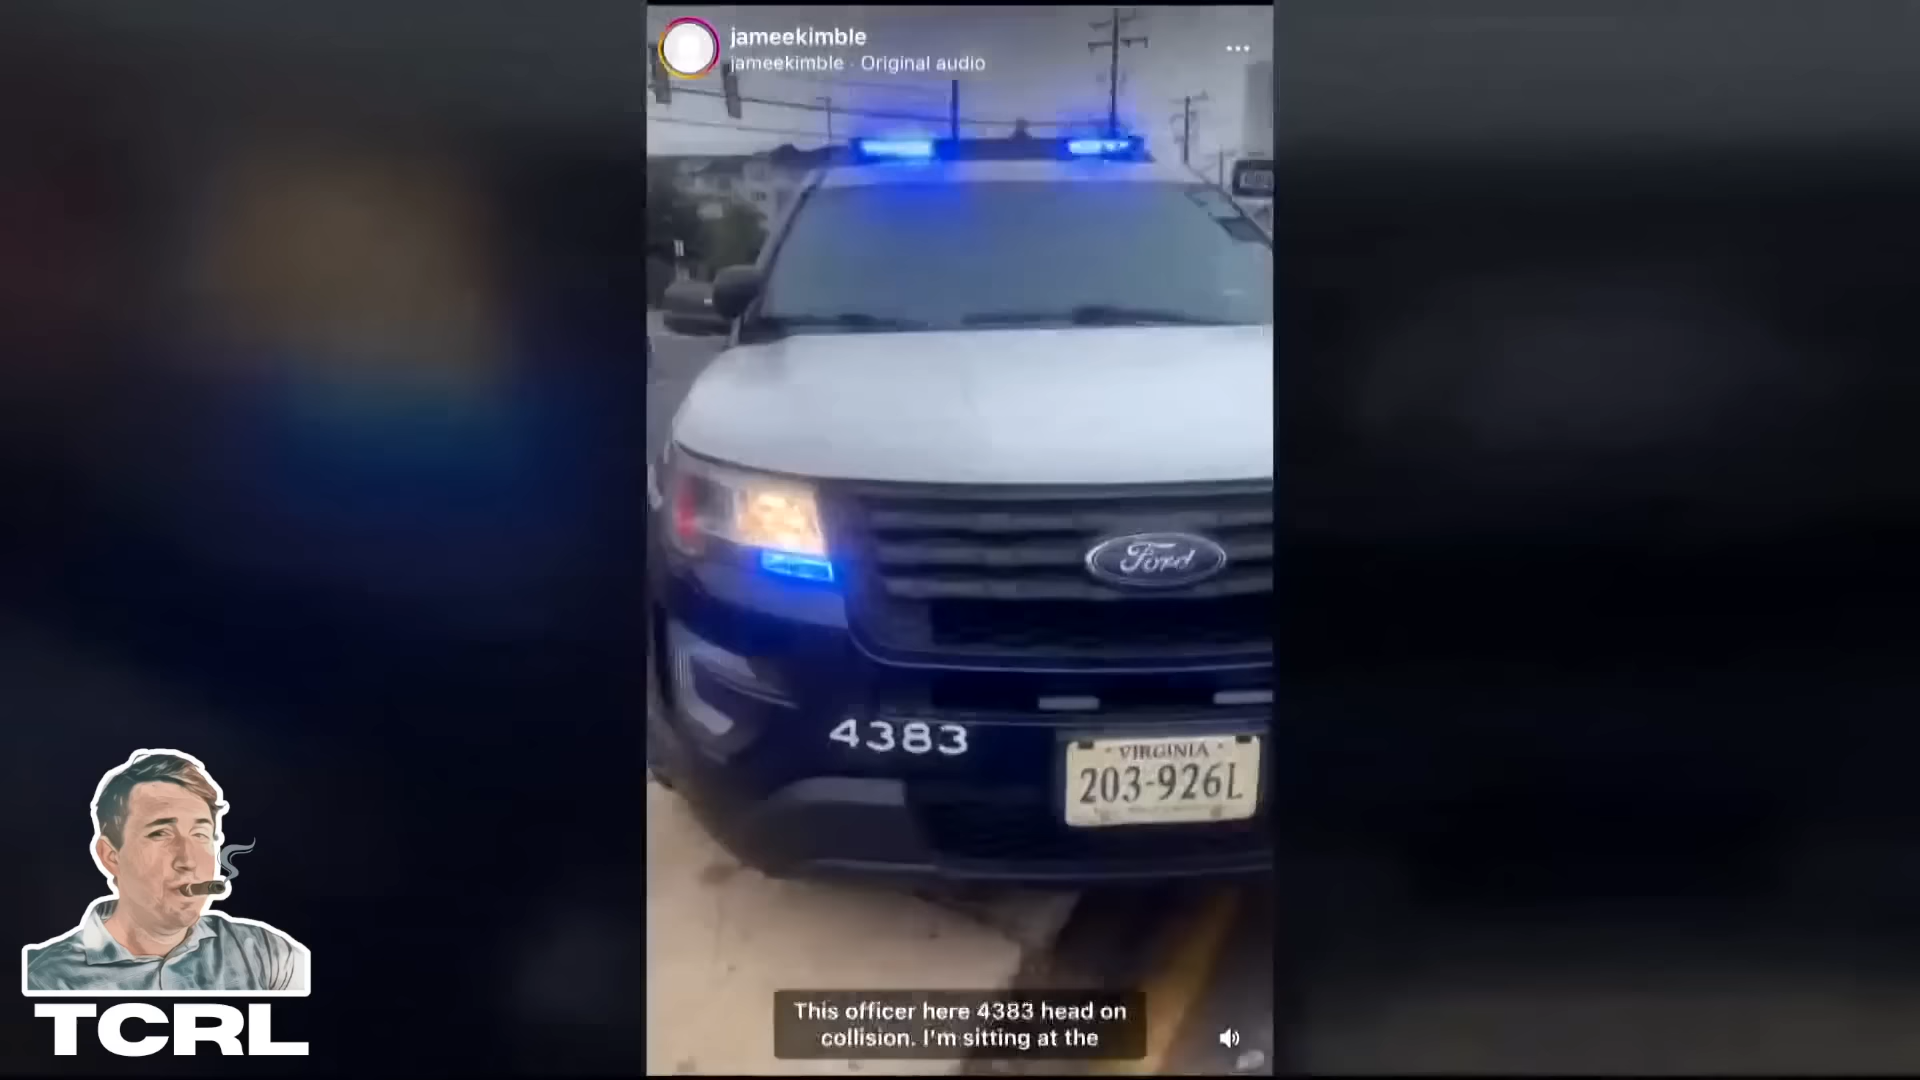 jameekimble
jameekimble · Original audio
Ford
4383
VIRGINIA
203-926L
This officer here 4383 head on
collision. I'm sitting at the
TCRL